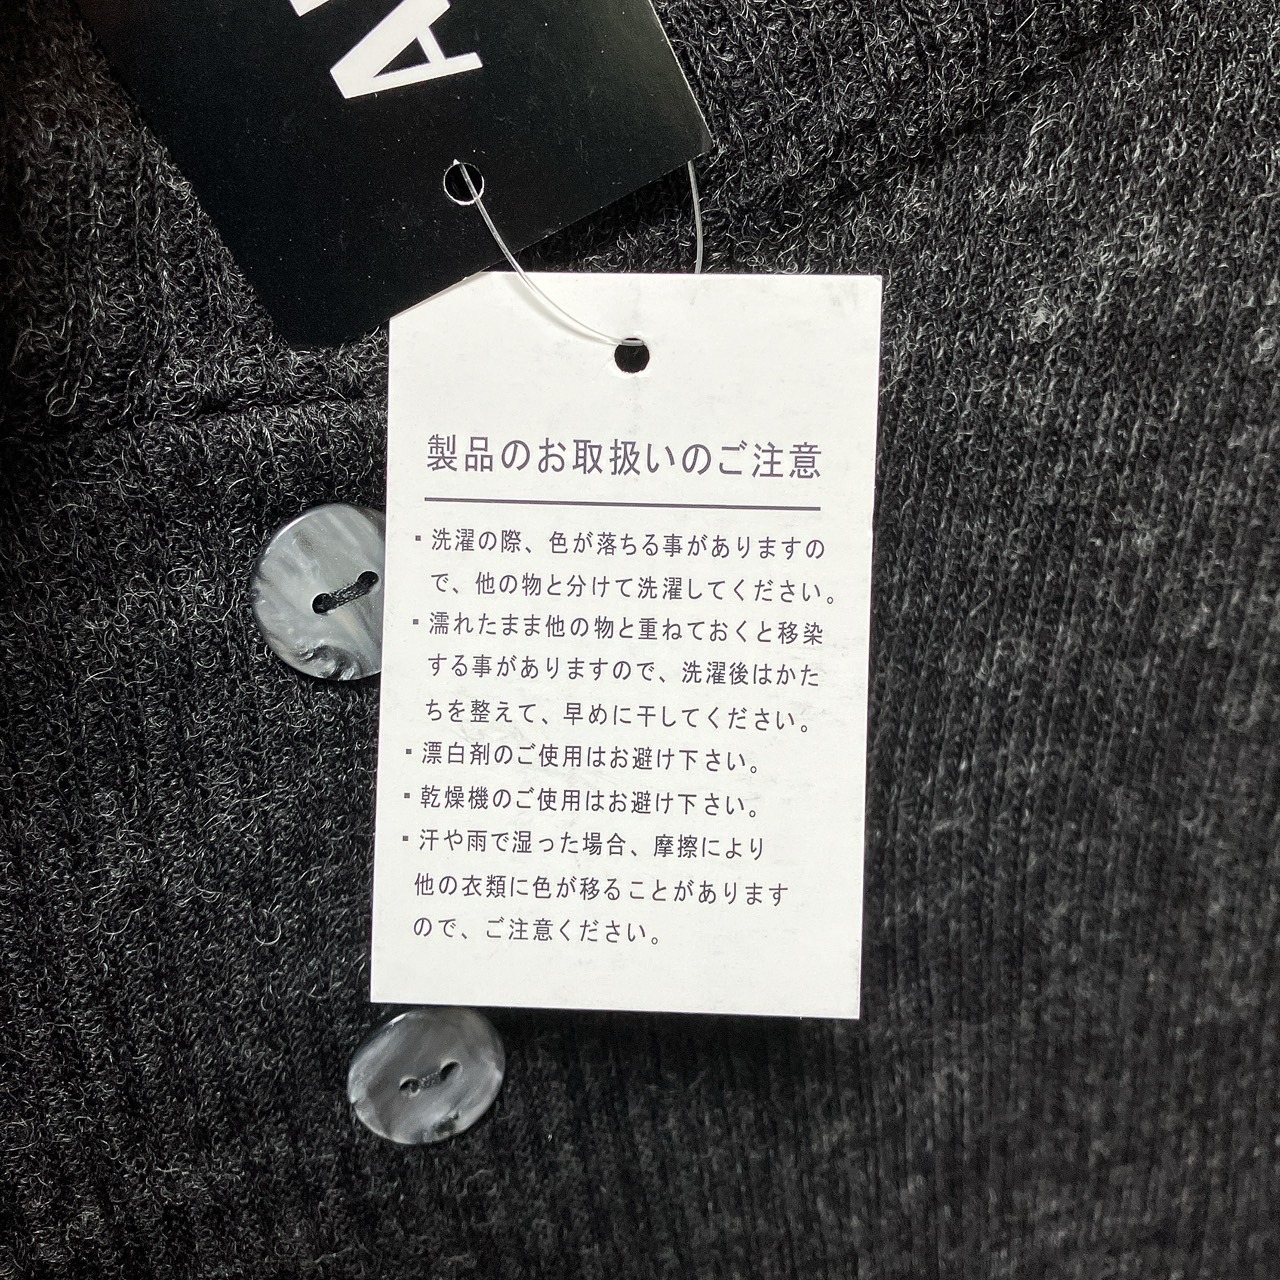 製品のお取扱いのご注意
▪洗濯の際、色が落ちる事がありますの
で、他の物と分けて洗濯してください。
▪濡れたまま他の物と重ねておくと移染
する事がありますので、洗濯後はかた
ちを整えて、早めに干してください。
▪漂白剤のご使用はお避け下さい。
▪乾燥機のご使用はお避け下さい。
▪汗や雨で湿った場合、摩擦により
他の衣類に色が移ることがあります
ので、ご注意ください。